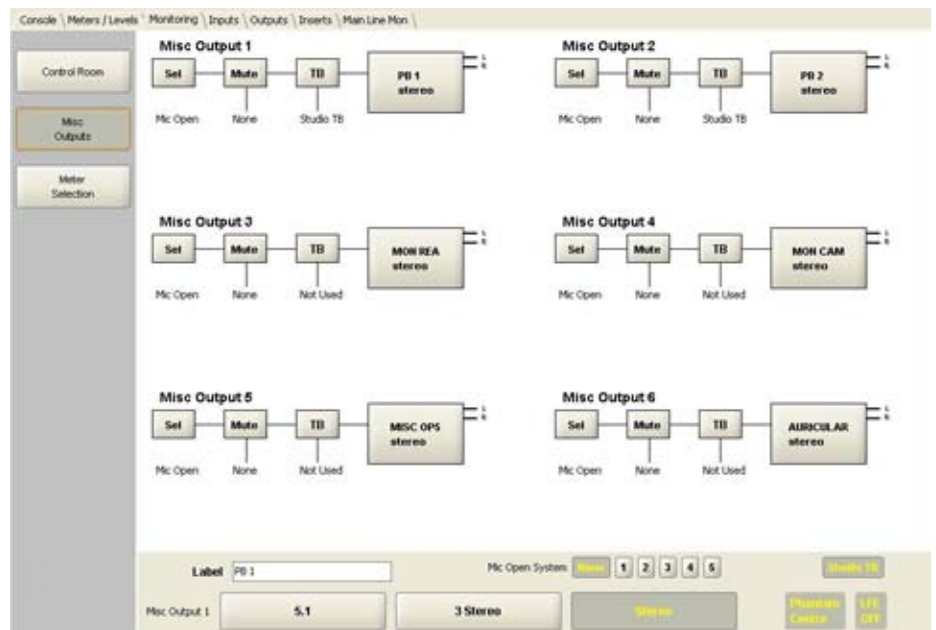 Console \ Meters / Levels \ Monitoring \ Inputs \ Outputs \ Inserts \ Main Line Mon \
Control Room
Misc Outputs
Meter Selection
Misc Output 1
Sel Mute TB PB 1 stereo L R
Mic Open None Studio TB
Misc Output 2
Sel Mute TB PB 2 stereo L R
Mic Open None Studio TB
Misc Output 3
Sel Mute TB MON REA stereo L R
Mic Open None Not Used
Misc Output 4
Sel Mute TB MON CAM stereo L R
Mic Open None Not Used
Misc Output 5
Sel Mute TB MISC OPS stereo L R
Mic Open None Not Used
Misc Output 6
Sel Mute TB AURICULAR stereo L R
Mic Open None Not Used
Label PB 1
Mic Open System None 1 2 3 4 5
Studio TB
Misc Output 1 5.1 3 Stereo Stereo
Phantom Centre
LFE OFF